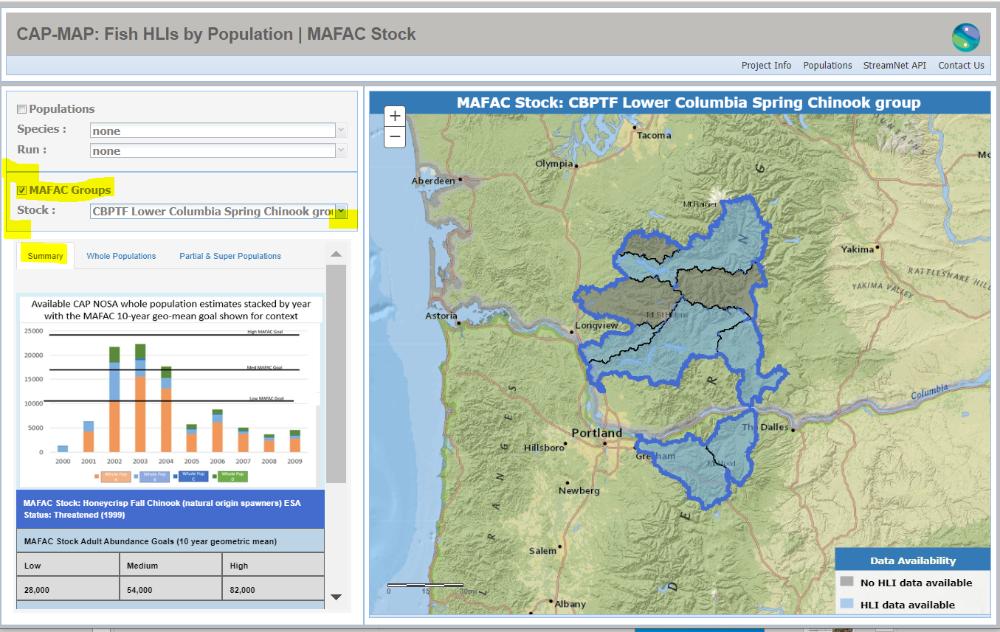 CAP-MAP: Fish HLIs by Population | MAFAC Stock
Project Info Populations StreamNet API Contact Us
Populations
Species : none
Run : none
MAFAC Groups
Stock : CBPTF Lower Columbia Spring Chinook gro
Summary Whole Populations Partial & Super Populations
Available CAP NOSA whole population estimates stacked by year
with the MAFAC 10-year geo-mean goal shown for context
25000
High MAFAC Goal
20000
Med MAFAC Goal
15000
10000
Low MAFAC Goal
5000
0
2000 2001 2002 2003 2004 2005 2006 2007 2008 2009
Whole Pop A
Whole Pop B
Whole Pop C
Whole Pop D
MAFAC Stock: Honeycrisp Fall Chinook (natural origin spawners) ESA
Status: Threatened (1999)
MAFAC Stock Adult Abundance Goals (10 year geometric mean)
Low Medium High
28,000 54,000 82,000
MAFAC Stock: CBPTF Lower Columbia Spring Chinook group
+
−
Tacoma
Olympia
Aberdeen
Mt Rainier
Yakima
RATTLESNAKE HILL
YAKIMA VALLEY
Astoria
Longview
Mt St Helens
Columbia
Portland
The Dalles
Hillsboro
Gresham
Mt Hood
Newberg
Salem
Albany
0 15 30mi
Data Availability
No HLI data available
HLI data available